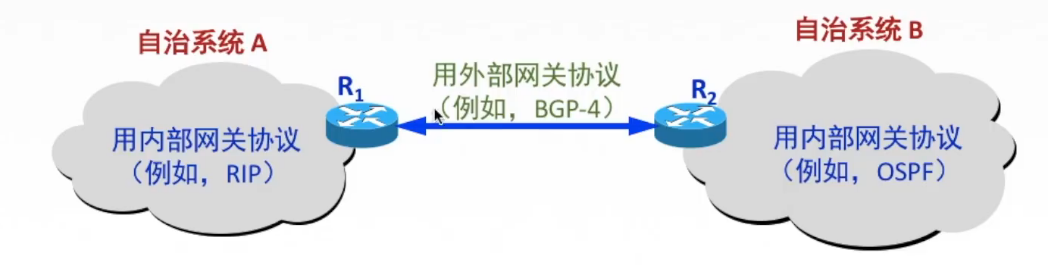 自治系统 A
自治系统 B
用外部网关协议
（例如，BGP-4）
R1
R2
用内部网关协议
（例如，RIP）
用内部网关协议
（例如，OSPF）